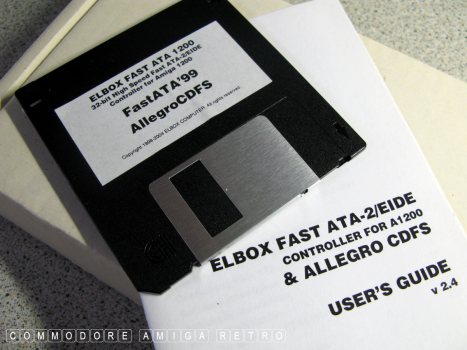 ELBOX FAST ATA 1200
32-bit High Speed Fast ATA-2/EIDE
Controller for Amiga 1200
FastATA'99
AllegroCDFS
Copyright 1998-2004 ELBOX COMPUTER. All rights reserved.
ELBOX FAST ATA-2/EIDE
CONTROLLER FOR A1200
& ALLEGRO CDFS
USER'S GUIDE
v 2.4
COMMODORE AMIGA RETRO